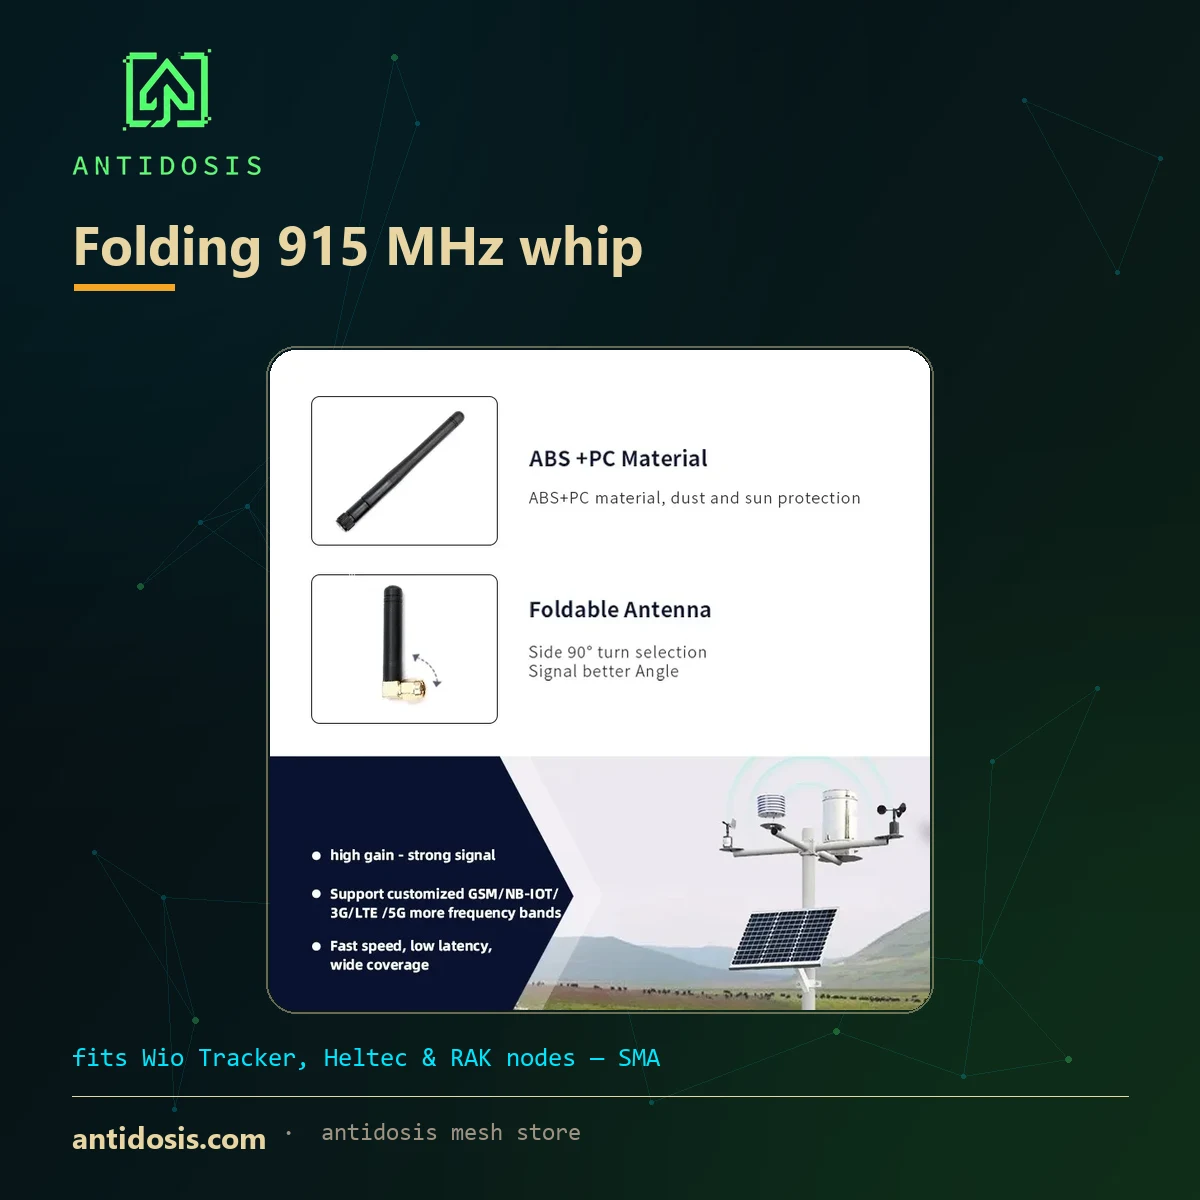 ANTIDOSIS
Folding 915 MHz whip
ABS +PC Material
ABS+PC material, dust and sun protection
Foldable Antenna
Side 90° turn selection
Signal better Angle
high gain - strong signal
Support customized GSM/NB-IOT/
3G/LTE /5G more frequency bands
Fast speed, low latency,
wide coverage
fits Wio Tracker, Heltec & RAK nodes — SMA
antidosis.com · antidosis mesh store